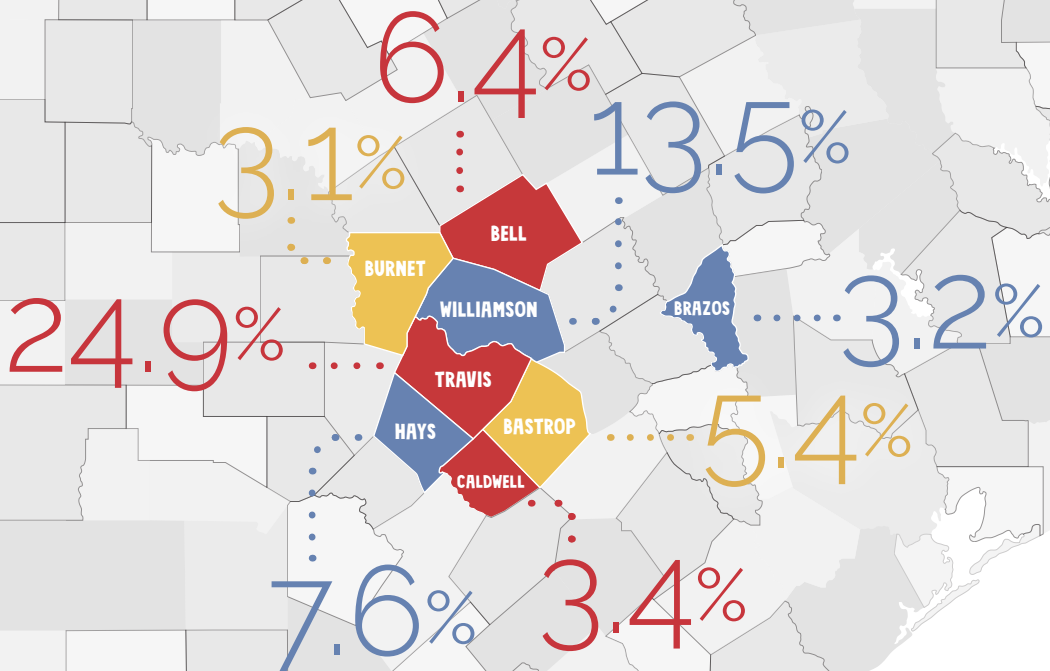 6.4%
13.5%
3.1%
BELL
BURNET
WILLIAMSON
BRAZOS
3.2%
24.9%
TRAVIS
HAYS
BASTROP
5.4%
CALDWELL
7.6%
3.4%